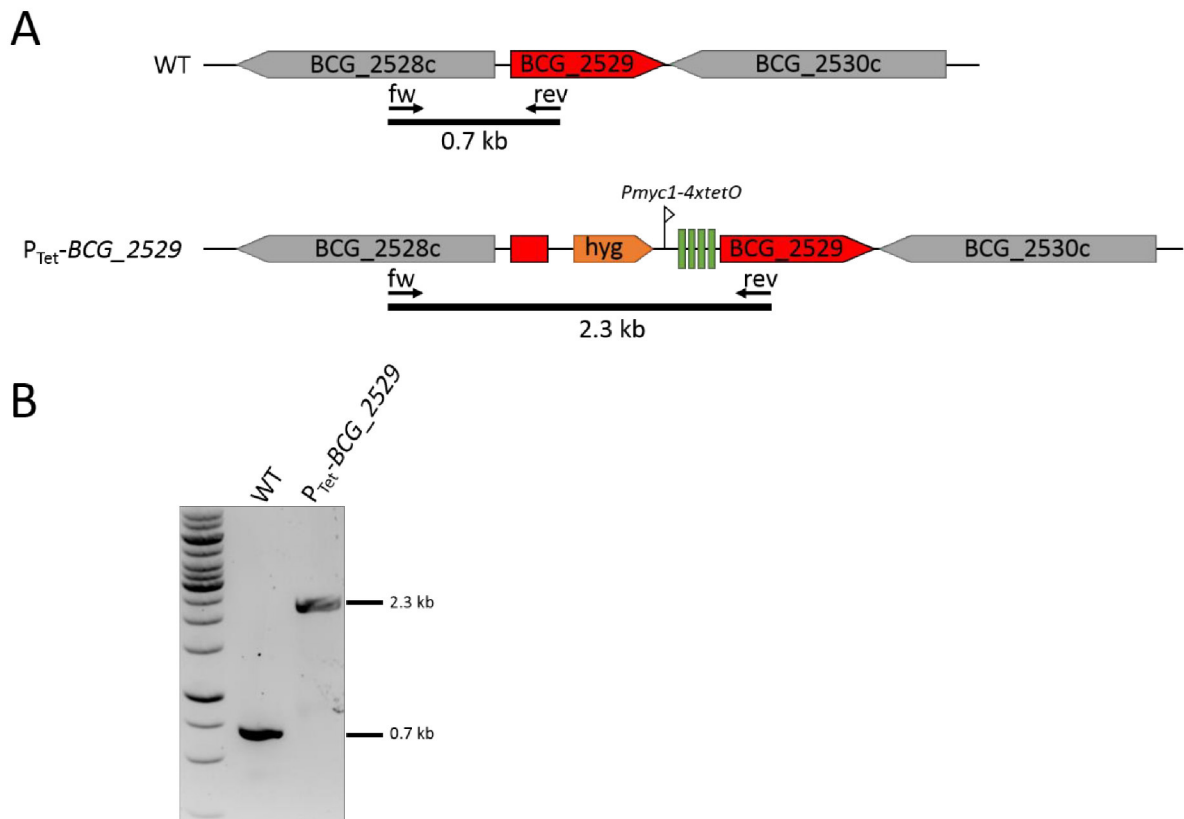 A
WT
BCG_2528c
BCG_2529
BCG_2530c
fw
rev
0.7 kb
Pmyc1-4xtetO
PTet-BCG_2529
BCG_2528c
hyg
BCG_2529
BCG_2530c
fw
rev
2.3 kb
B
WT
PTet-BCG_2529
2.3 kb
0.7 kb